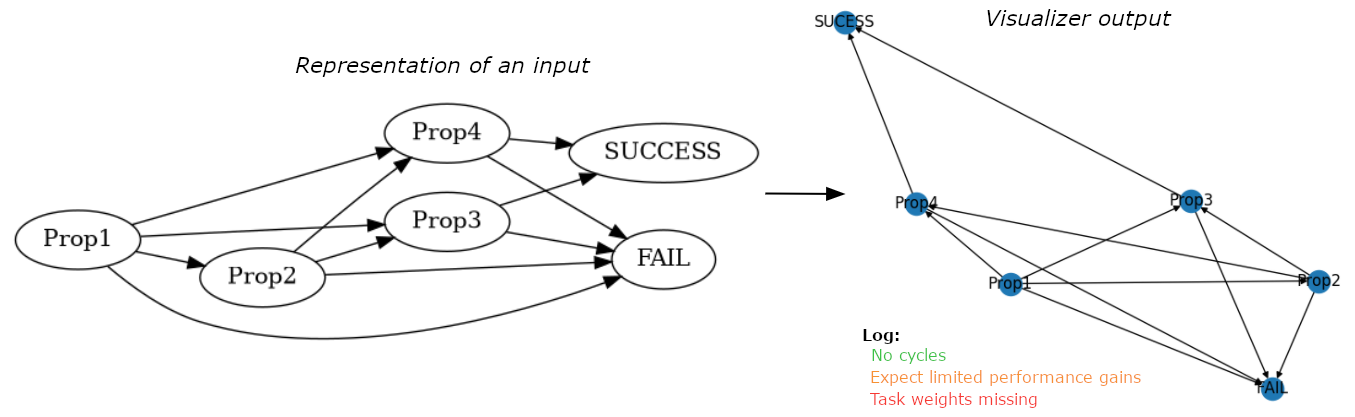 Representation of an input
Prop4
SUCCESS
Prop3
Prop1
FAIL
Prop2
Visualizer output
SUCESS
Prop4
Prop3
Prop1
Prop2
FAIL
Log:
No cycles
Expect limited performance gains
Task weights missing